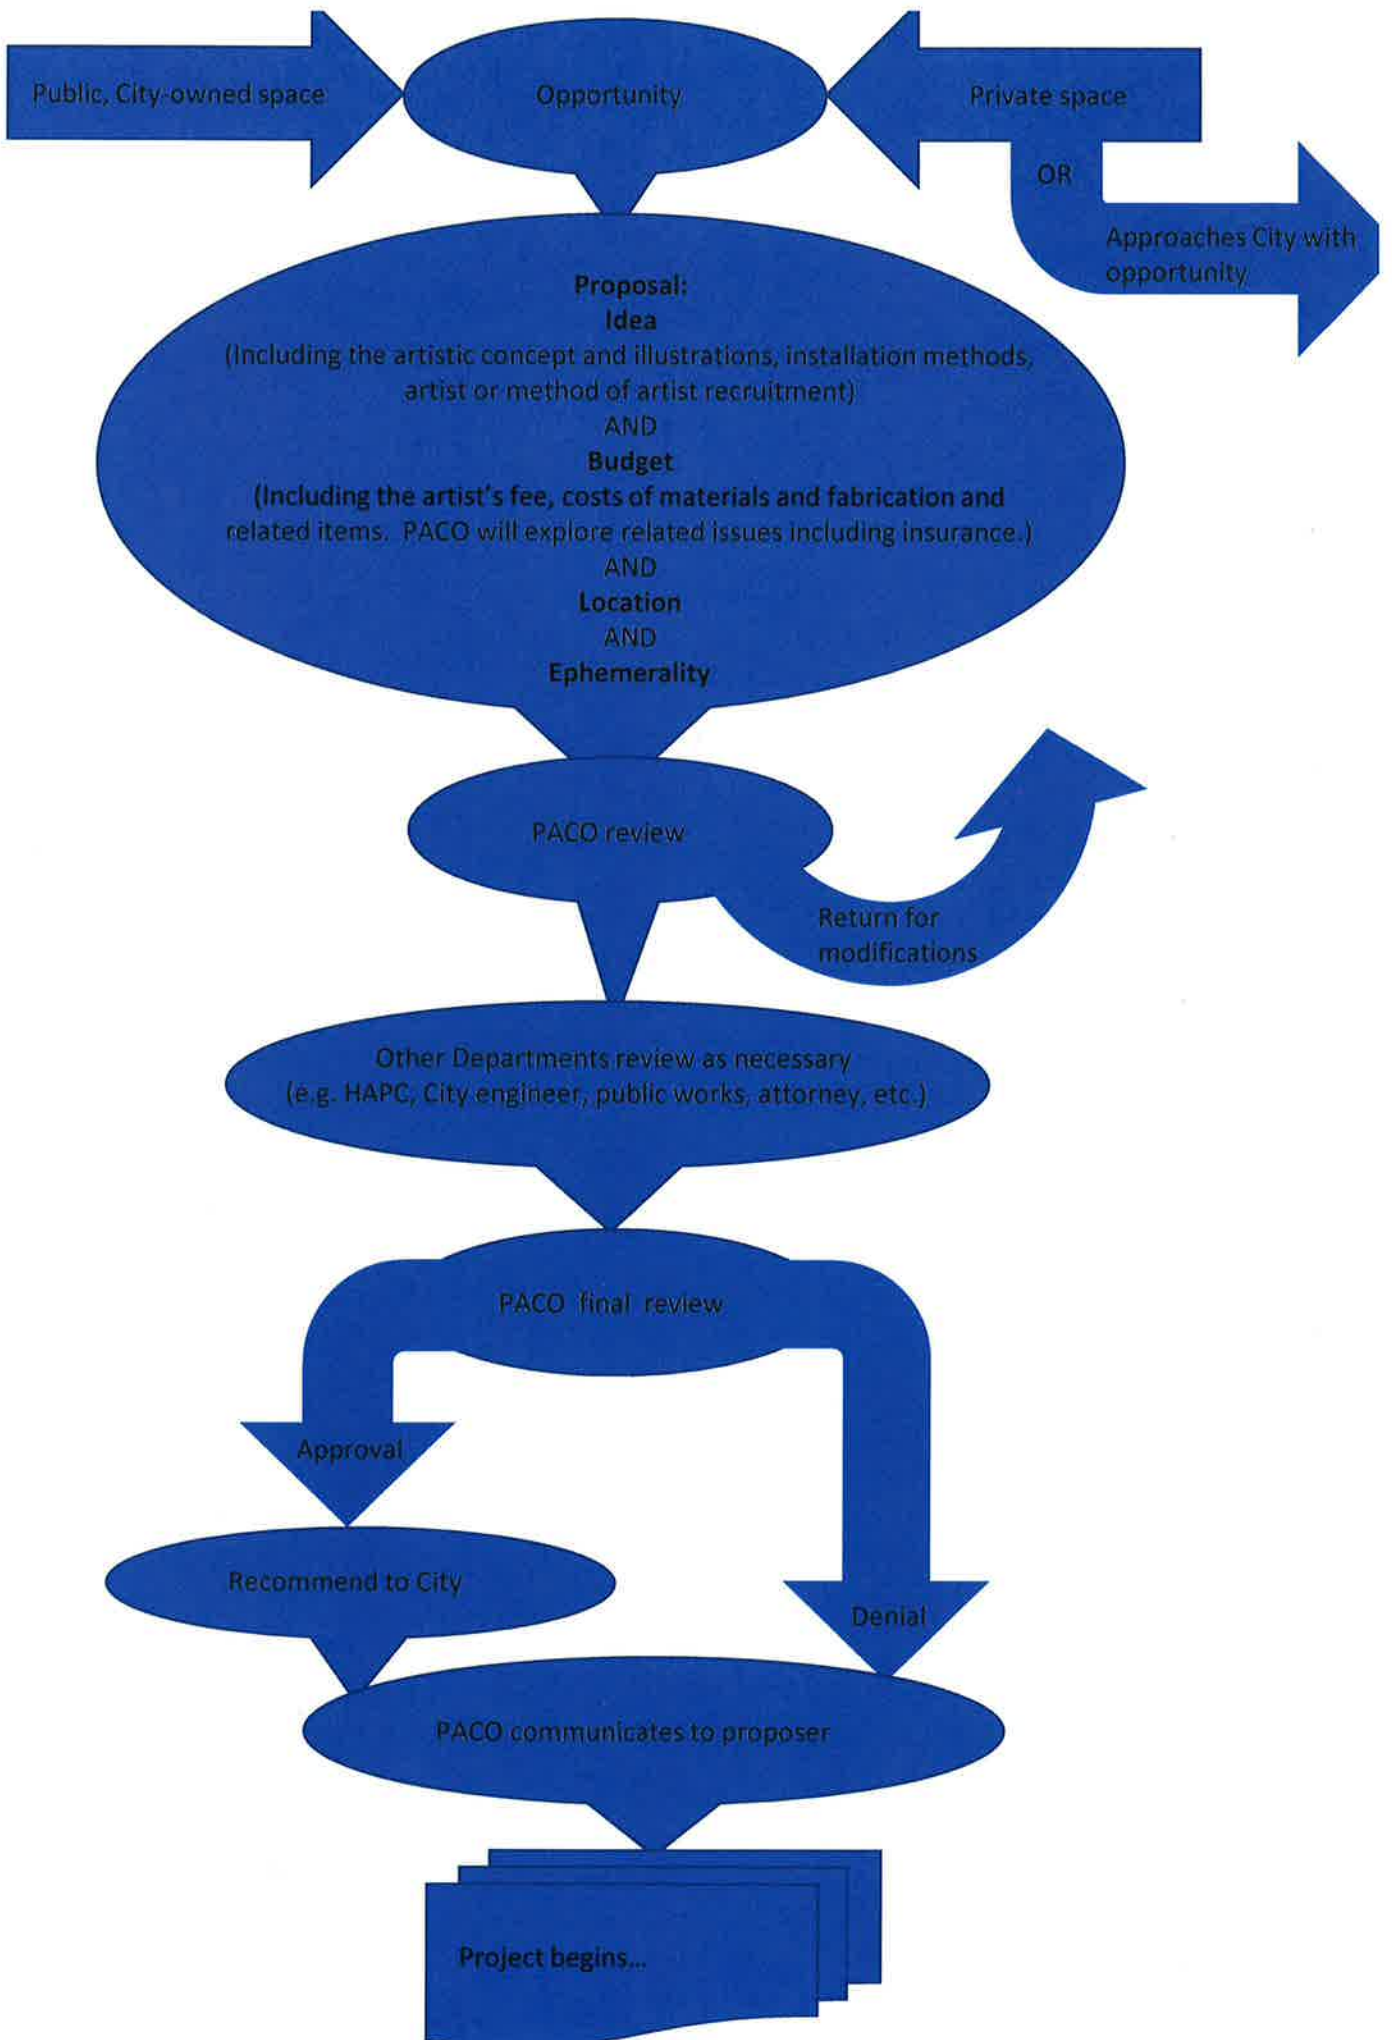 Public, City-owned space
Opportunity
Private space
OR
Approaches City with
opportunity
Proposal:
Idea
(Including the artistic concept and illustrations, installation methods,
artist or method of artist recruitment)
AND
Budget
(Including the artist's fee, costs of materials and fabrication and
related items.  PACO will explore related issues including insurance.)
AND
Location
AND
Ephemerality
PACO review
Return for
modifications
Other Departments review as necessary
(e.g. HAPC, City engineer, public works, attorney, etc.)
PACO  final  review
Approval
Recommend to City
Denial
PACO communicates to proposer
Project begins...